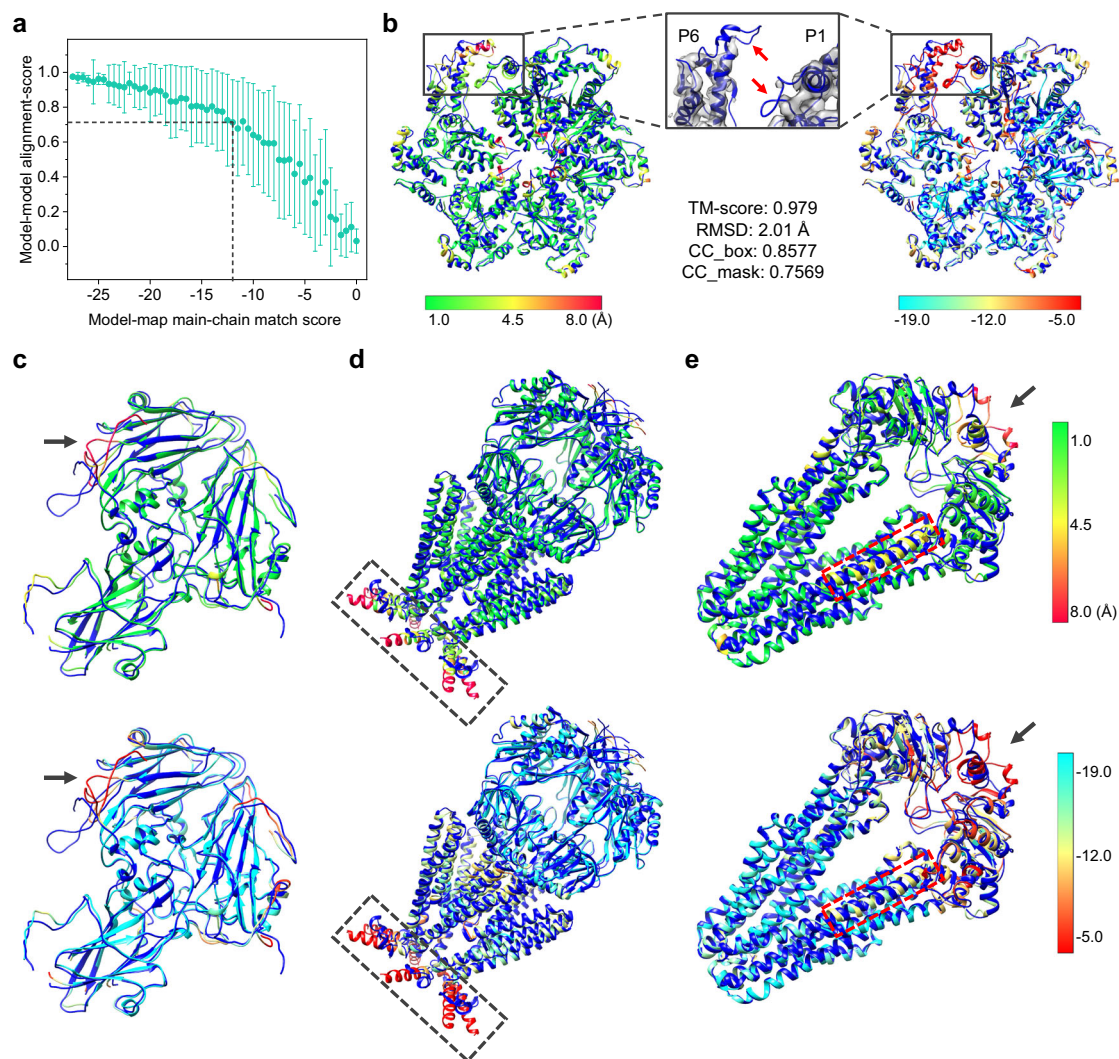 a
Model-model alignment-score
1.0
0.8
0.6
0.4
0.2
0.0
-25
-20
-15
-10
-5
0
Model-map main-chain match score
b
P6
P1
TM-score: 0.979
RMSD: 2.01 Å
CC_box: 0.8577
CC_mask: 0.7569
1.0
4.5
8.0 (Å)
-19.0
-12.0
-5.0
c
d
e
1.0
4.5
8.0 (Å)
-19.0
-12.0
-5.0